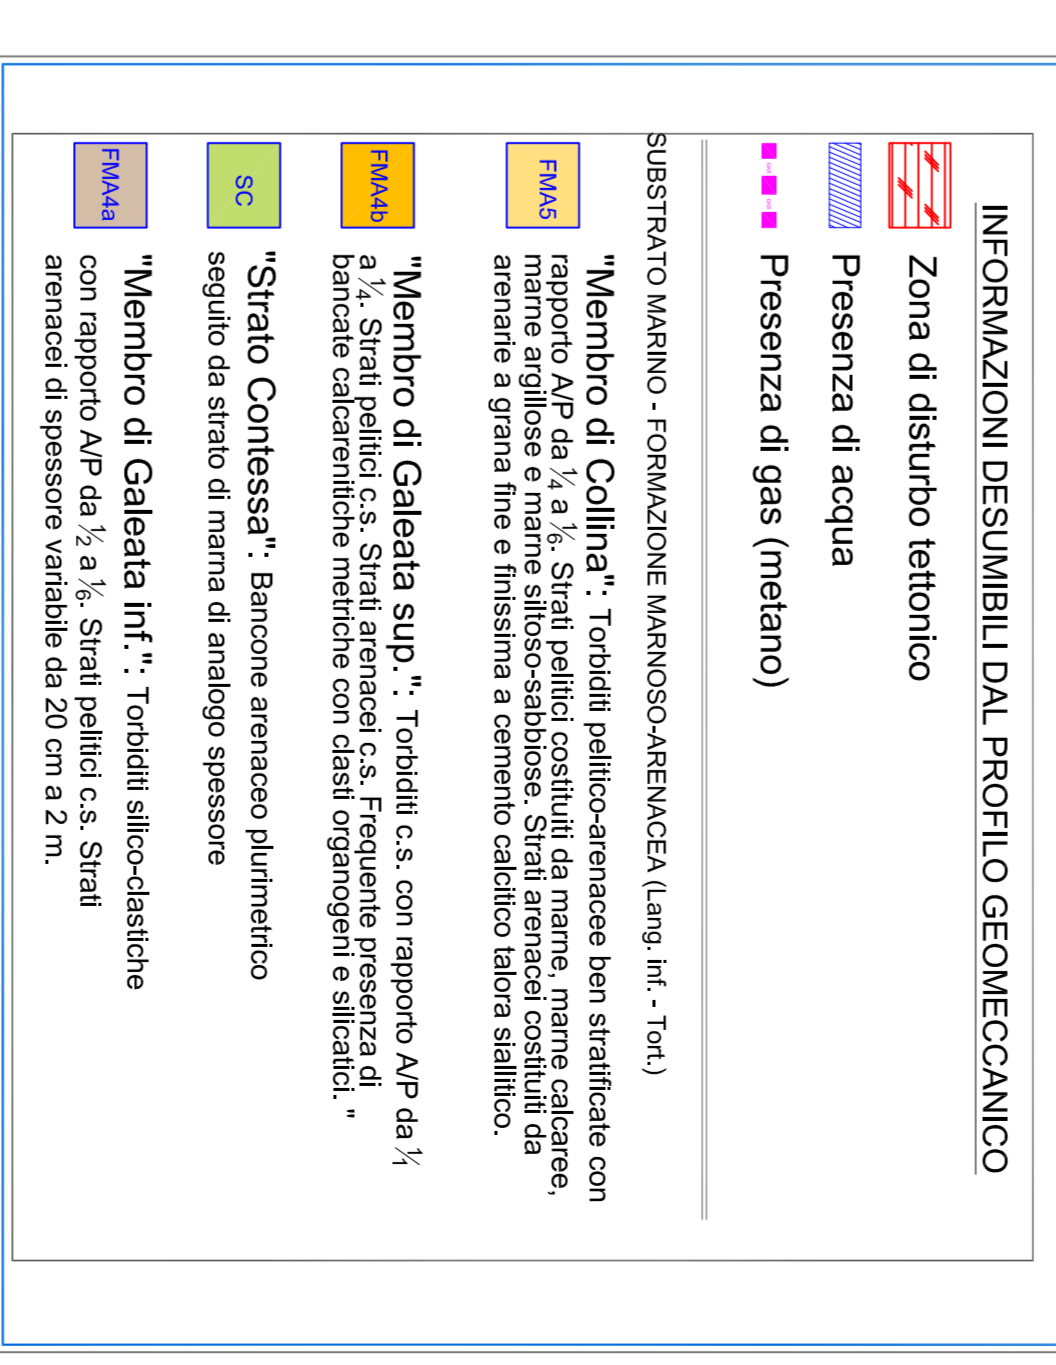 INFORMAZIONI DESUMIBILI DAL PROFILO GEOMECCANICO
Zona di disturbo tettonico
Presenza di acqua
GAS GAS
Presenza di gas (metano)
SUBSTRATO MARINO - FORMAZIONE MARNOSO-ARENACEA (Lang. inf. - Tort.)
FMA5
"Membro di Collina": Torbiditi pelitico-arenacee ben stratificate con
rapporto A/P da 1/4 a 1/6. Strati pelitici costituiti da marne, marne calcaree,
marne argillose e marne siltoso-sabbiose. Strati arenacei costituiti da
arenarie a grana fine e finissima a cemento calcitico talora siallitico.
FMA4b
"Membro di Galeata sup.": Torbiditi c.s. con rapporto A/P da 1/1
a 1/4. Strati pelitici c.s. Strati arenacei c.s. Frequente presenza di
bancate calcarenitiche metriche con clasti organogeni e silicatici. "
SC
"Strato Contessa": Bancone arenaceo plurimetrico
seguito da strato di marna di analogo spessore
FMA4a
"Membro di Galeata inf.": Torbiditi silico-clastiche
con rapporto A/P da 1/2 a 1/6. Strati pelitici c.s. Strati
arenacei di spessore variabile da 20 cm a 2 m.